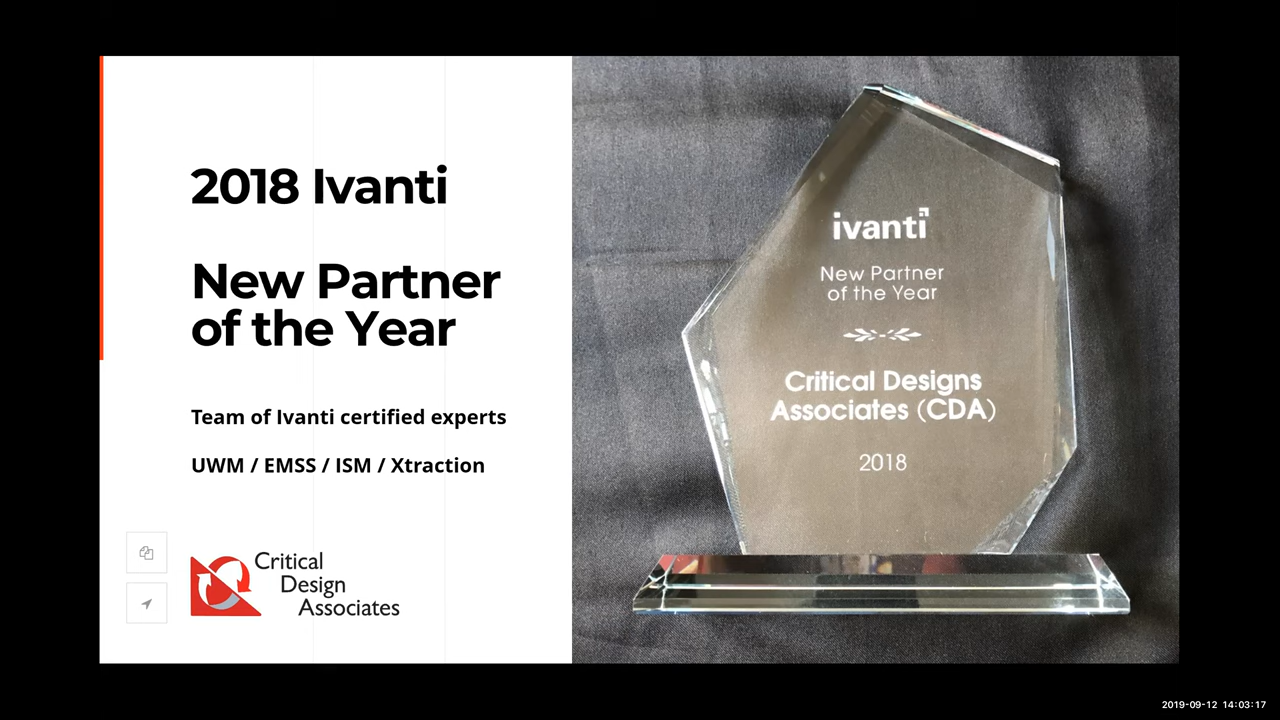 2018 Ivanti
New Partner
of the Year
Team of Ivanti certified experts
UWM / EMSS / ISM / Xtraction
Critical
Design
Associates
ivanti
New Partner
of the Year
Critical Designs
Associates (CDA)
2018
2019-09-12 14:03:17